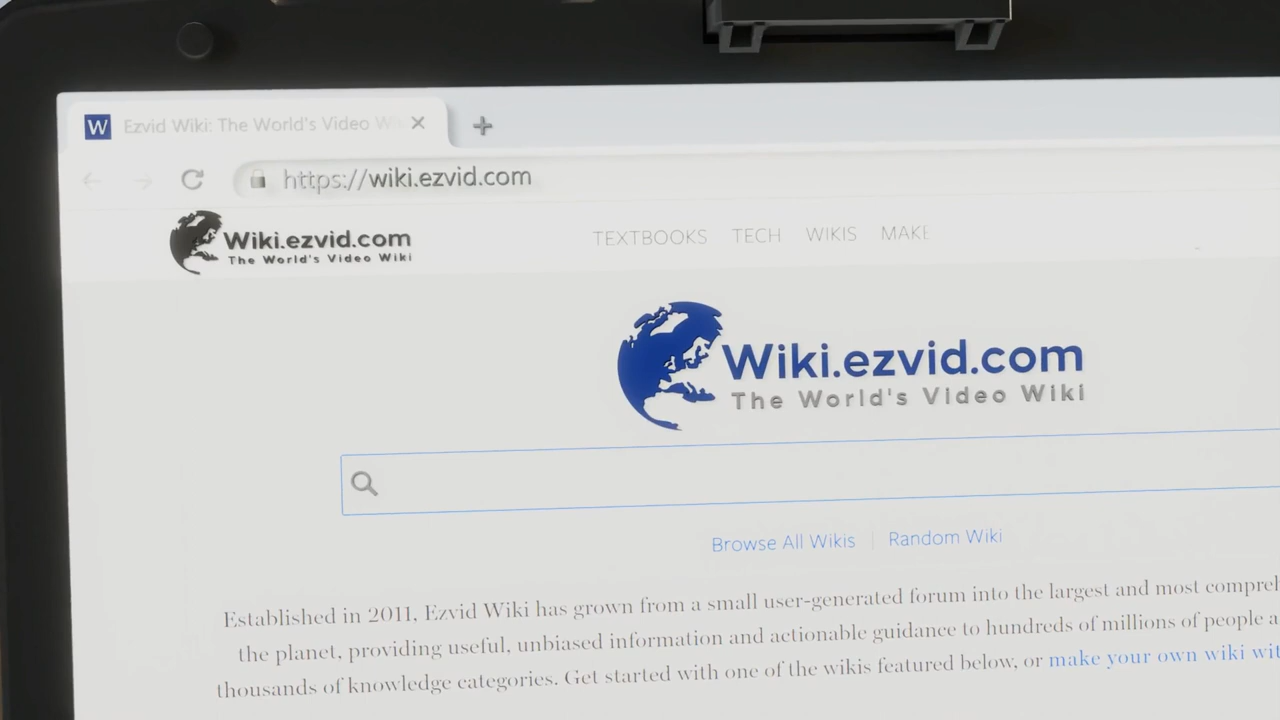 W Ezvid Wiki: The World's Video
https://wiki.ezvid.com
Wiki.ezvid.com
The World's Video Wiki
TEXTBOOKS TECH WIKIS MAKE
Wiki.ezvid.com
The World's Video Wiki
Browse All Wikis | Random Wiki
Established in 2011, Ezvid Wiki has grown from a small user-generated forum into the largest and most
the planet, providing useful, unbiased information and actionable guidance to hundreds of millions of people
thousands of knowledge categories. Get started with one of the wikis featured below, or make your own wiki